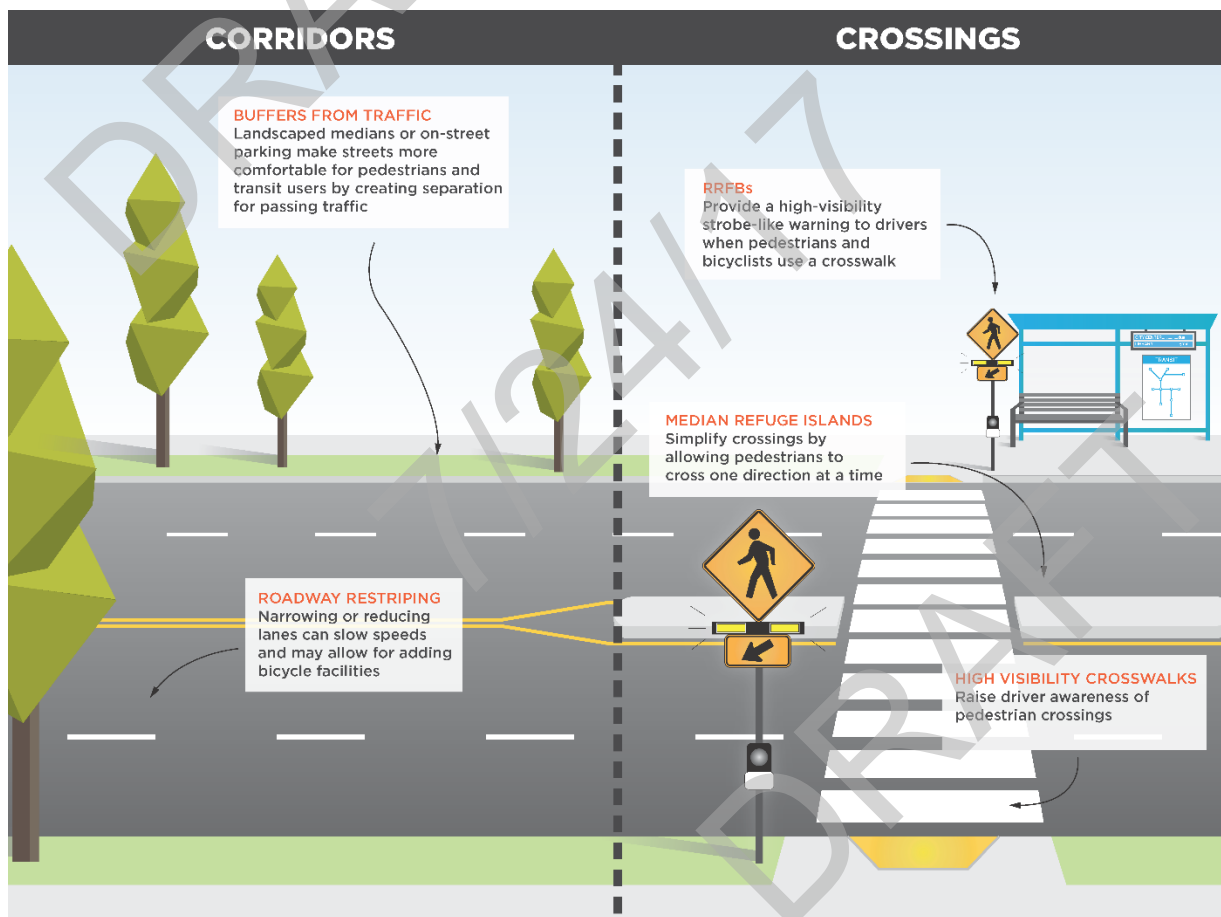 CORRIDORS
CROSSINGS
BUFFERS FROM TRAFFIC
Landscaped medians or on-street
parking make streets more
comfortable for pedestrians and
transit users by creating separation
for passing traffic
RRFBs
Provide a high-visibility
strobe-like warning to drivers
when pedestrians and
bicyclists use a crosswalk
TRANSIT
MEDIAN REFUGE ISLANDS
Simplify crossings by
allowing pedestrians to
cross one direction at a time
ROADWAY RESTRIPING
Narrowing or reducing
lanes can slow speeds
and may allow for adding
bicycle facilities
HIGH VISIBILITY CROSSWALKS
Raise driver awareness of
pedestrian crossings
DRA
7/24/17
DRAFT